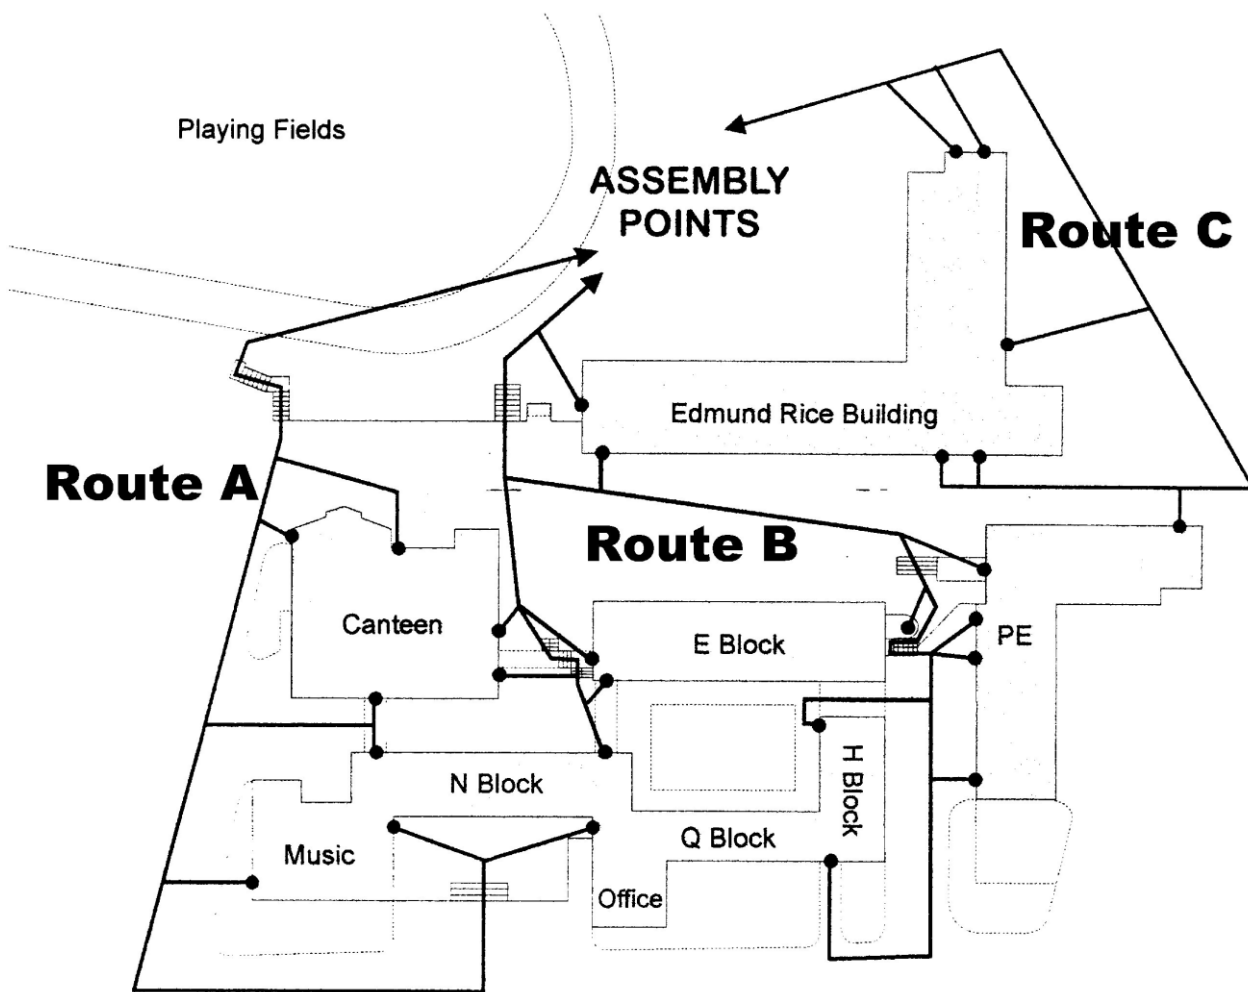 Playing Fields
ASSEMBLY
POINTS
Route C
Edmund Rice Building
Route A
Route B
Canteen
E Block
PE
N Block
H Block
Q Block
Music
Office